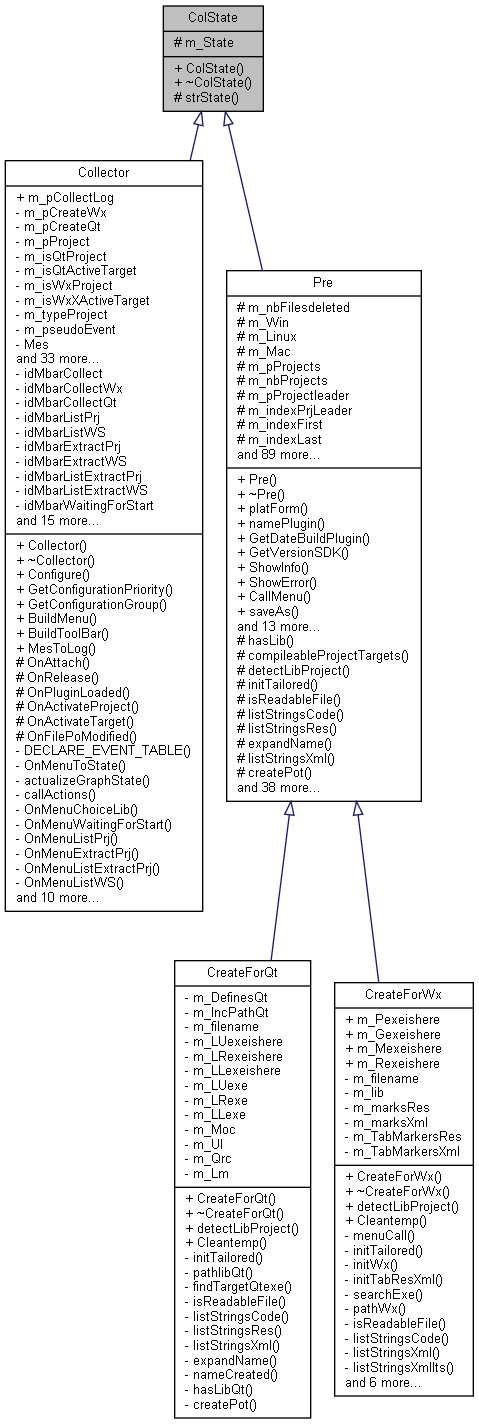 ColState
# m_State
+ ColState()
+ ~ColState()
# strState()
Collector
+ m_pCollectLog
- m_pCreateWx
- m_pCreateQt
- m_pProject
- m_isQtProject
- m_isQtActiveTarget
- m_isWxProject
- m_isWxXActiveTarget
- m_typeProject
- m_pseudoEvent
- Mes
and 33 more...
- idMbarCollect
- idMbarCollectWx
- idMbarCollectQt
- idMbarListPrj
- idMbarListWS
- idMbarExtractPrj
- idMbarExtractWS
- idMbarListExtractPrj
- idMbarListExtractWS
- idMbarWaitingForStart
and 15 more...
+ Collector()
+ ~Collector()
+ Configure()
+ GetConfigurationPriority()
+ GetConfigurationGroup()
+ BuildMenu()
+ BuildToolBar()
+ MesToLog()
# OnAttach()
# OnRelease()
# OnPluginLoaded()
# OnActivateProject()
# OnActivateTarget()
# OnFilePoModified()
- DECLARE_EVENT_TABLE()
- OnMenuToState()
- actualizeGraphState()
- callActions()
- OnMenuChoiceLib()
- OnMenuWaitingForStart()
- OnMenuListPrj()
- OnMenuExtractPrj()
- OnMenuListExtractPrj()
- OnMenuListWS()
and 10 more...
Pre
# m_nbFilesdeleted
# m_Win
# m_Linux
# m_Mac
# m_pProjects
# m_nbProjects
# m_pProjectleader
# m_indexPrjLeader
# m_indexFirst
# m_indexLast
and 89 more...
+ Pre()
+ ~Pre()
+ platForm()
+ namePlugin()
+ GetDateBuildPlugin()
+ GetVersionSDK()
+ ShowInfo()
+ ShowError()
+ CallMenu()
+ saveAs()
and 13 more...
# hasLib()
# compileableProjectTargets()
# detectLibProject()
# initTailored()
# isReadableFile()
# listStringsCode()
# listStringsRes()
# expandName()
# listStringsXml()
# createPot()
and 38 more...
CreateForQt
- m_DefinesQt
- m_IncPathQt
- m_filename
- m_LUexeishere
- m_LRexeishere
- m_LLexeishere
- m_LUexe
- m_LRexe
- m_LLexe
- m_Moc
- m_UI
- m_Qrc
- m_Lm
+ CreateForQt()
+ ~CreateForQt()
+ detectLibProject()
+ Cleantemp()
- initTailored()
- pathlibQt()
- findTargetQtexe()
- isReadableFile()
- listStringsCode()
- listStringsRes()
- listStringsXml()
- expandName()
- nameCreated()
- hasLibQt()
- createPot()
CreateForWx
+ m_Pexeishere
+ m_Gexeishere
+ m_Mexeishere
+ m_Rexeishere
- m_filename
- m_lib
- m_marksRes
- m_marksXml
- m_TabMarkersRes
- m_TabMarkersXml
+ CreateForWx()
+ ~CreateForWx()
+ detectLibProject()
+ Cleantemp()
- menuCall()
- initTailored()
- initWx()
- initTabResXml()
- searchExe()
- pathWx()
- isReadableFile()
- listStringsCode()
- listStringsXml()
- listStringsXmlIts()
and 6 more...